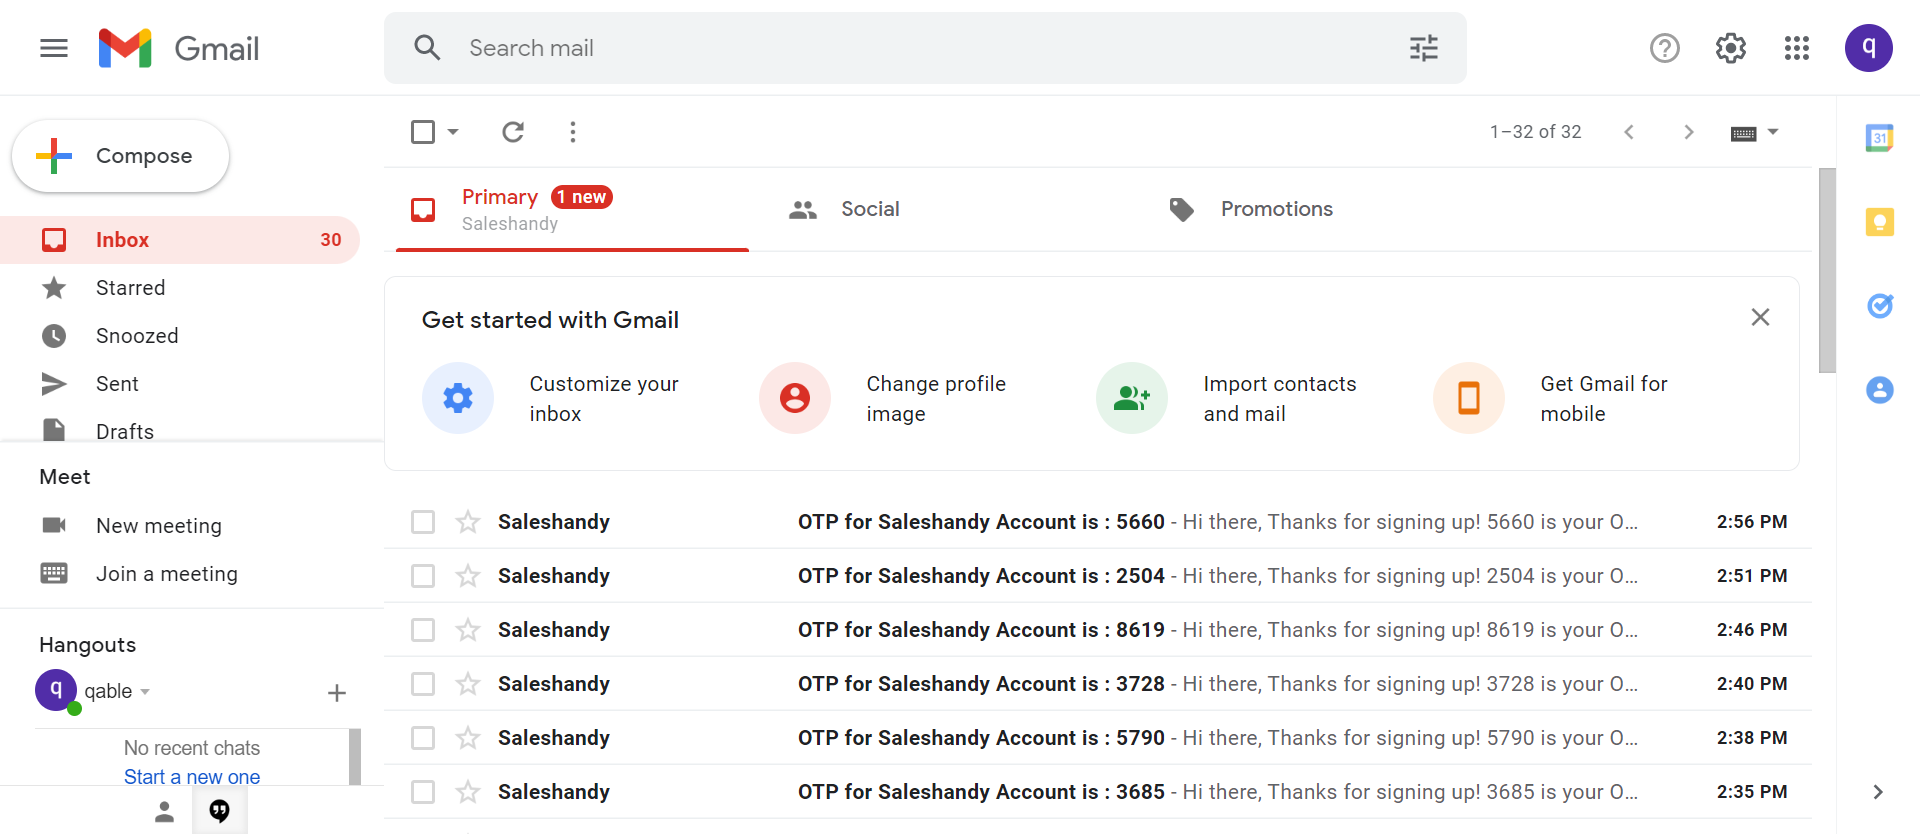 Gmail
Search mail
q
Compose
1–32 of 32
31
Inbox 30
Starred
Snoozed
Sent
Drafts
Meet
New meeting
Join a meeting
Hangouts
q qable
No recent chats
Start a new one
Primary 1 new
Saleshandy
Social
Promotions
Get started with Gmail
Customize your
inbox
Change profile
image
Import contacts
and mail
Get Gmail for
mobile
Saleshandy OTP for Saleshandy Account is : 5660 - Hi there, Thanks for signing up! 5660 is your O... 2:56 PM
Saleshandy OTP for Saleshandy Account is : 2504 - Hi there, Thanks for signing up! 2504 is your O... 2:51 PM
Saleshandy OTP for Saleshandy Account is : 8619 - Hi there, Thanks for signing up! 8619 is your O... 2:46 PM
Saleshandy OTP for Saleshandy Account is : 3728 - Hi there, Thanks for signing up! 3728 is your O... 2:40 PM
Saleshandy OTP for Saleshandy Account is : 5790 - Hi there, Thanks for signing up! 5790 is your O... 2:38 PM
Saleshandy OTP for Saleshandy Account is : 3685 - Hi there, Thanks for signing up! 3685 is your O... 2:35 PM